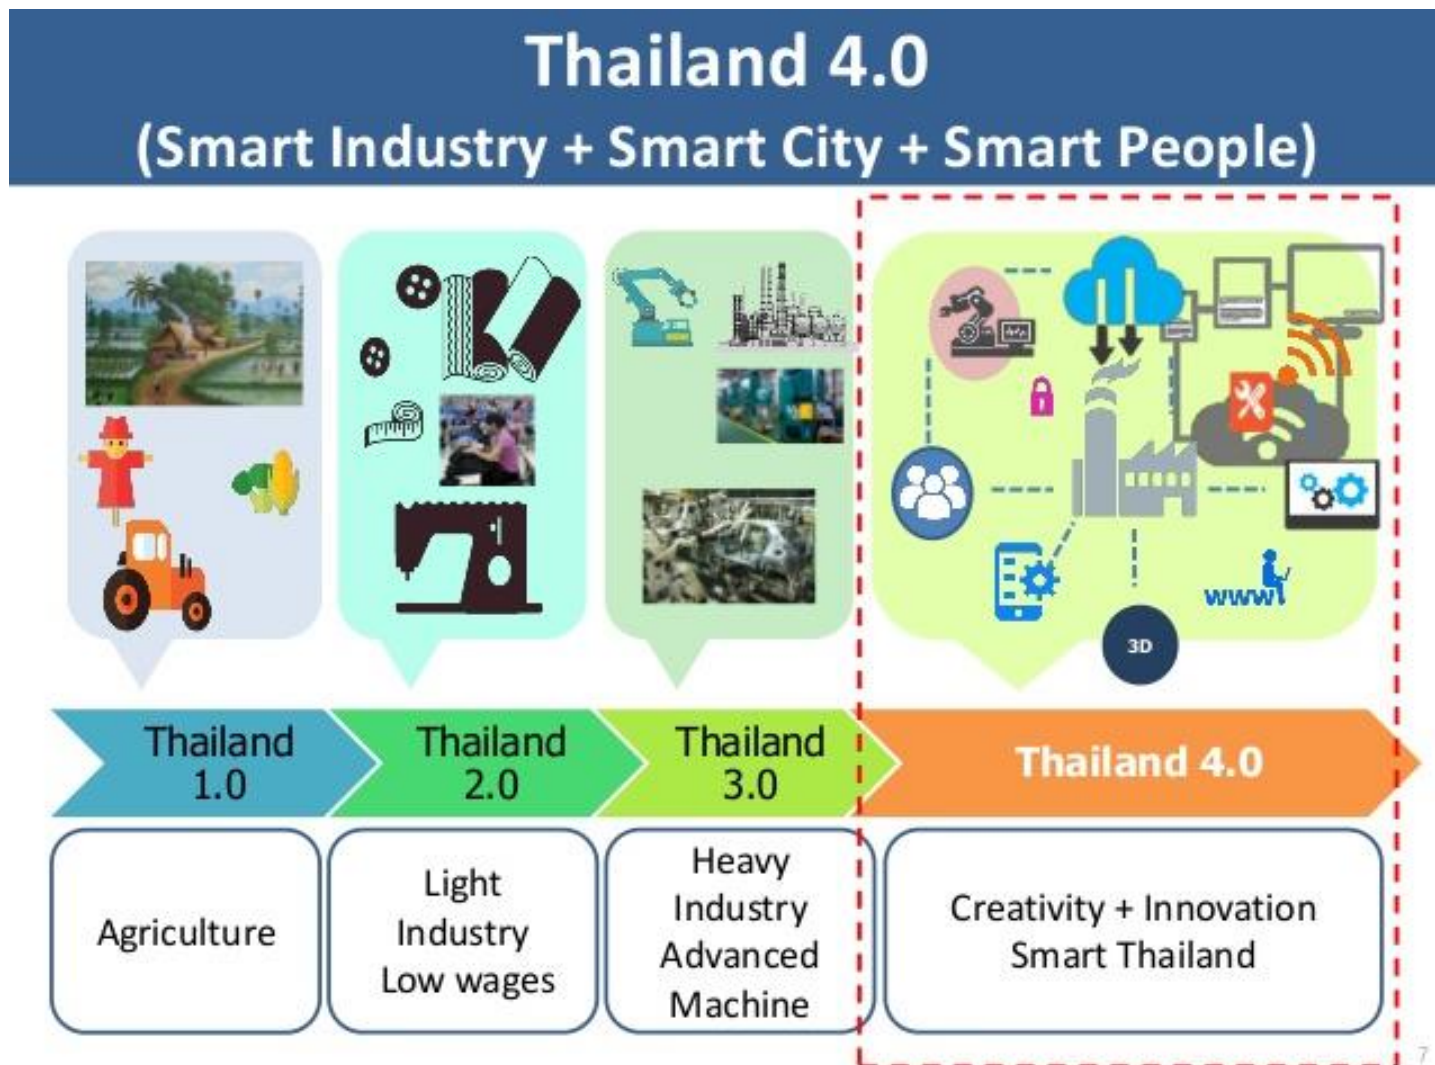 Thailand 4.0
(Smart Industry + Smart City + Smart People)
www
3D
Thailand
1.0
Thailand
2.0
Thailand
3.0
Thailand 4.0
Agriculture
Light
Industry
Low wages
Heavy
Industry
Advanced
Machine
Creativity + Innovation
Smart Thailand
7